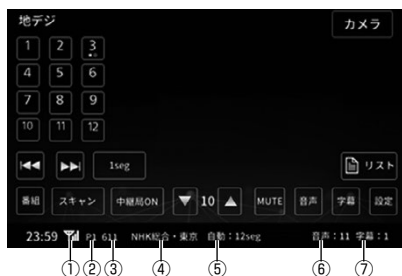 地デジ カメラ
1 2 3
4 5 6
7 8 9
10 11 12
1seg リスト
番組 スキャン 中継局ON 10 MUTE 音声 字幕 設定
23:59 P1 611 NHK総合・東京 自動:12seg 音声:11 字幕:1
① ② ③ ④ ⑤ ⑥ ⑦